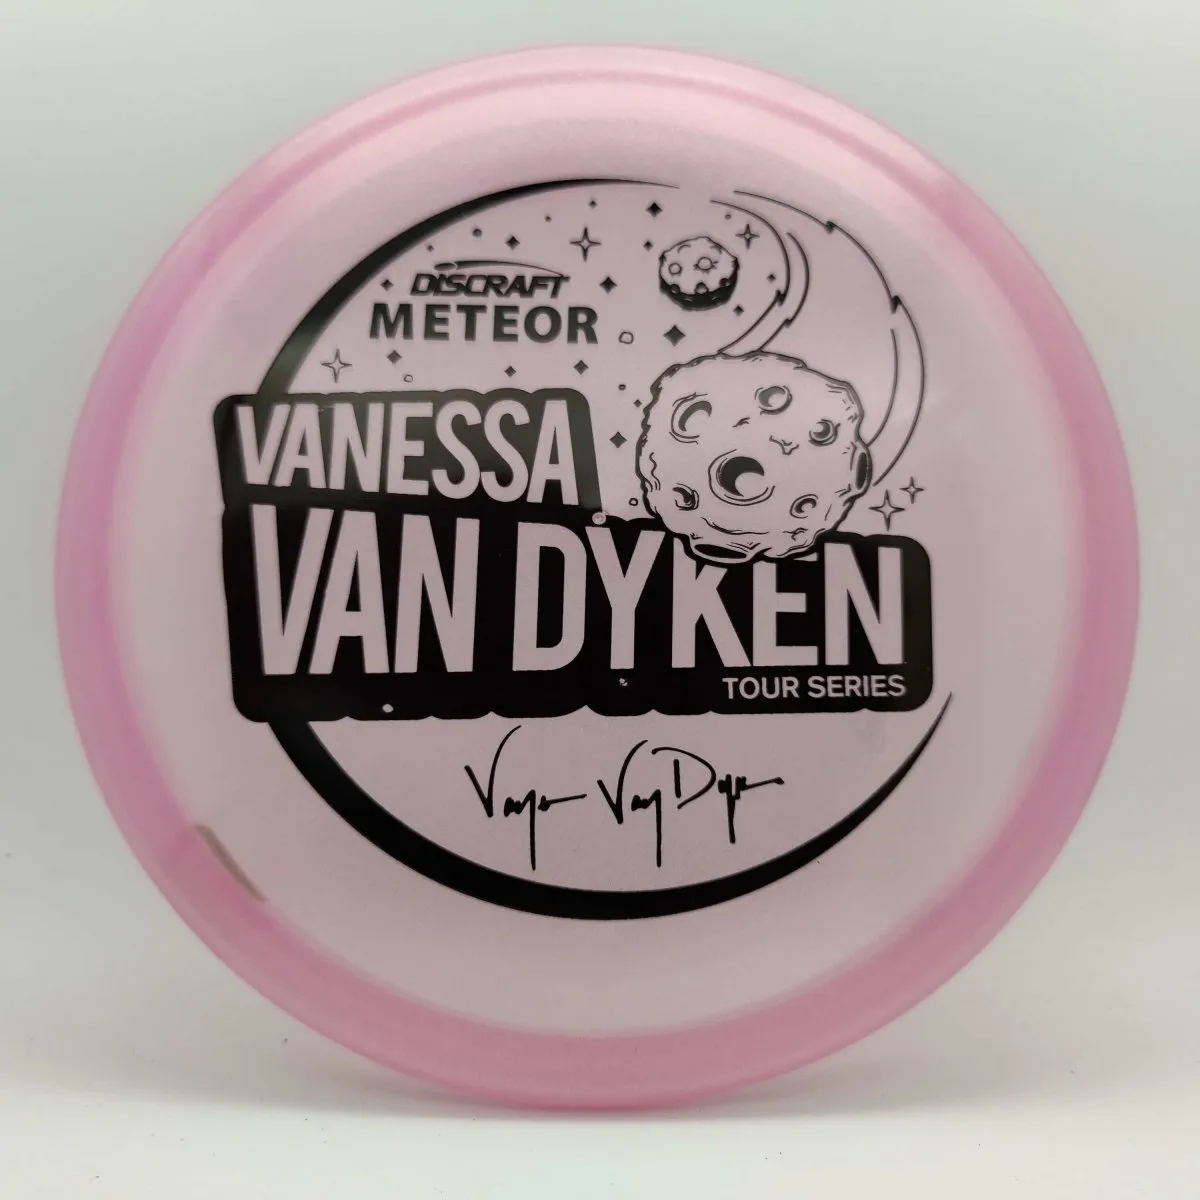 DISCRAFT
METEOR
VANESSA
VAN DYKEN
TOUR SERIES